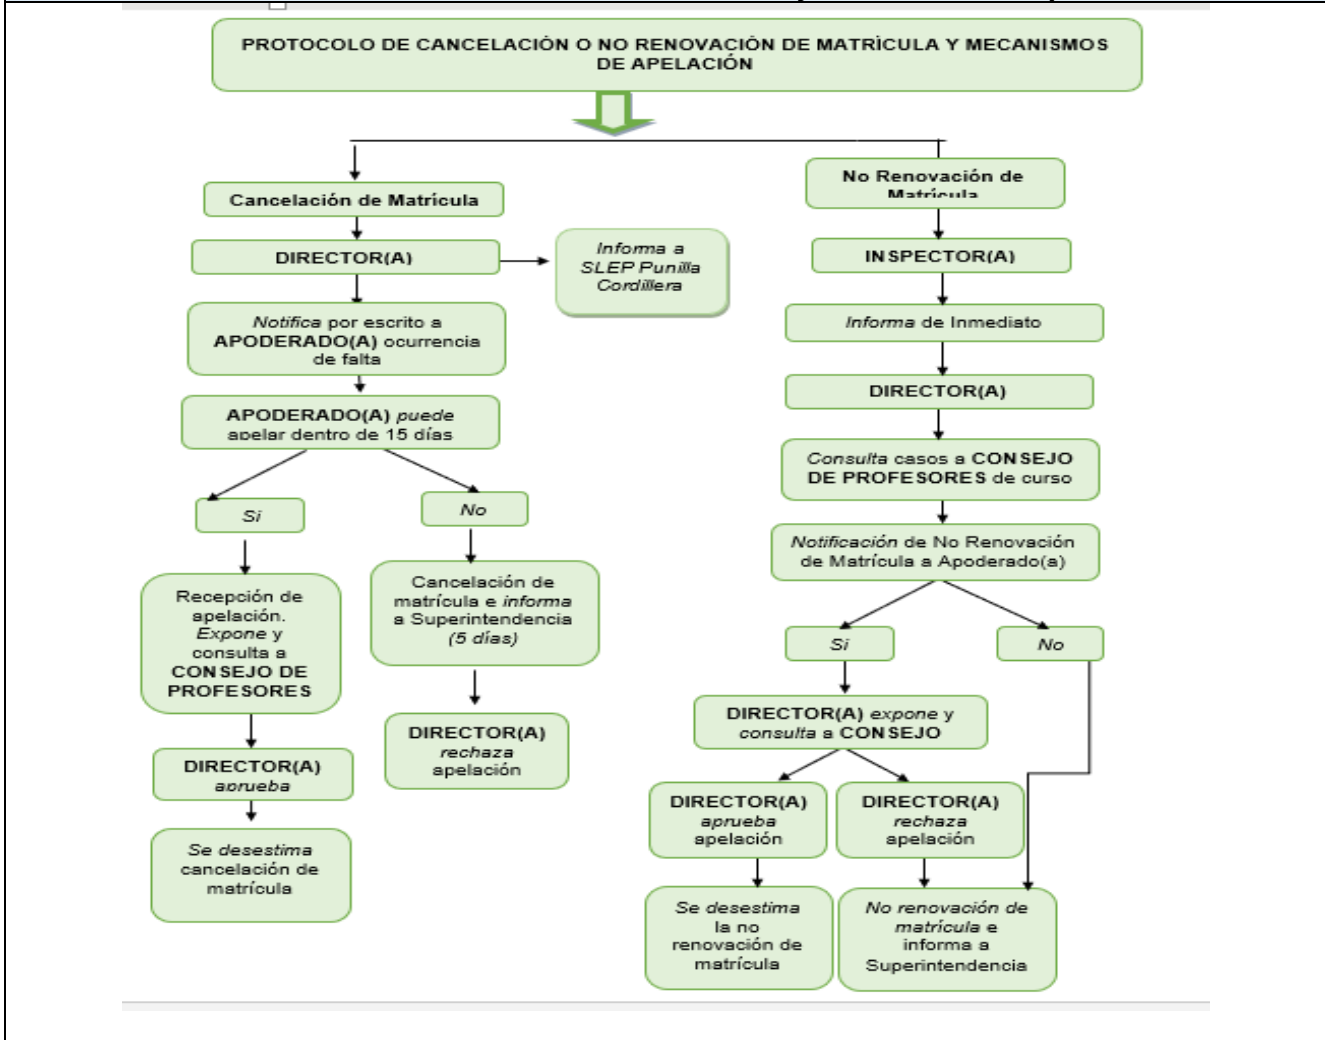 PROTOCOLO DE CANCELACIÓN O NO RENOVACIÓN DE MATRÍCULA Y MECANISMOS
DE APELACIÓN
Cancelación de Matrícula
DIRECTOR(A)
Informa a
SLEP Punilla
Cordillera
Notifica por escrito a
APODERADO(A) ocurrencia
de falta
APODERADO(A) puede
apelar dentro de 15 días
Si
No
Recepción de
apelación.
Expone y
consulta a
CONSEJO DE
PROFESORES
Cancelación de
matrícula e informa
a Superintendencia
(5 días)
DIRECTOR(A)
aprueba
DIRECTOR(A)
rechaza
apelación
Se desestima
cancelación de
matrícula
No Renovación de
Matrícula
INSPECTOR(A)
Informa de Inmediato
DIRECTOR(A)
Consulta casos a CONSEJO
DE PROFESORES de curso
Notificación de No Renovación
de Matrícula a Apoderado(a)
Si
No
DIRECTOR(A) expone y
consulta a CONSEJO
DIRECTOR(A)
aprueba
apelación
DIRECTOR(A)
rechaza
apelación
Se desestima
la no
renovación de
matrícula
No renovación de
matrícula e
informa a
Superintendencia